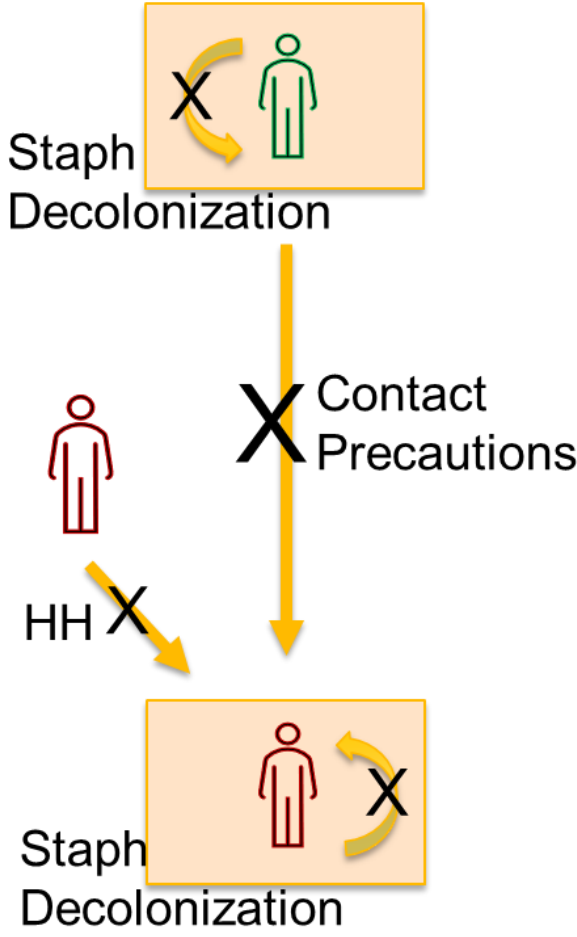 X
Staph
Decolonization
X
Contact
Precautions
HH X
X
Staph
Decolonization